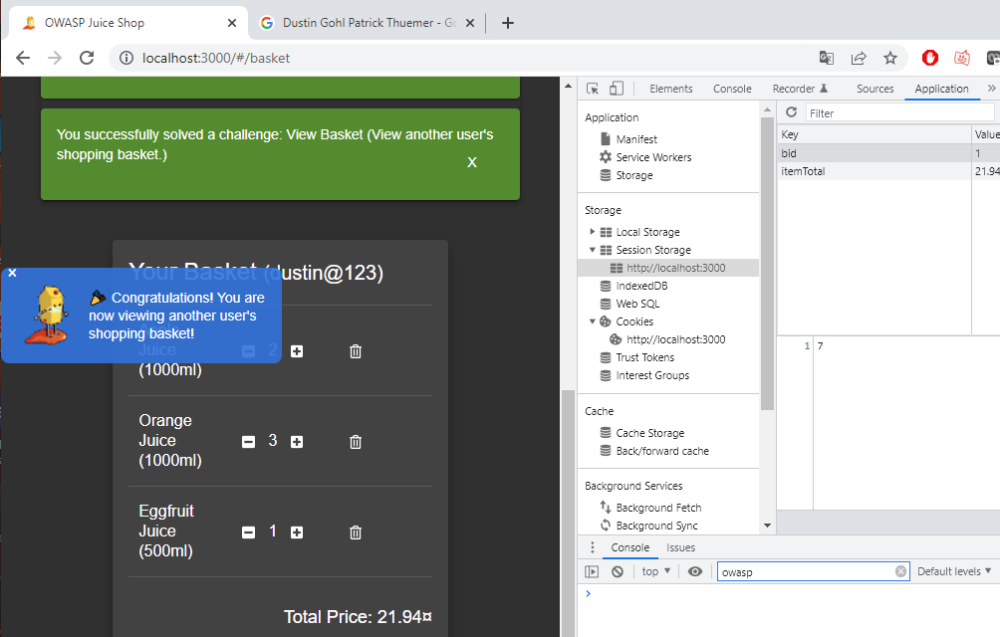 OWASP Juice Shop
Dustin Gohl Patrick Thuemer - Go
localhost:3000/#/basket
You successfully solved a challenge: View Basket (View another user's
shopping basket.)
X
Your Basket (dustin@123)
🎉 Congratulations! You are
now viewing another user's
shopping basket!
Juice
(1000ml)
2
Orange
Juice
(1000ml)
3
Eggfruit
Juice
(500ml)
1
Total Price: 21.94¤
Elements Console Recorder Sources Application »
Application
Manifest
Service Workers
Storage
Storage
Local Storage
Session Storage
http://localhost:3000
IndexedDB
Web SQL
Cookies
http://localhost:3000
Trust Tokens
Interest Groups
Cache
Cache Storage
Back/forward cache
Background Services
Background Fetch
Background Sync
Filter
Key Value
bid 1
itemTotal 21.94
1 7
Console Issues
top ▼ owasp Default levels ▼